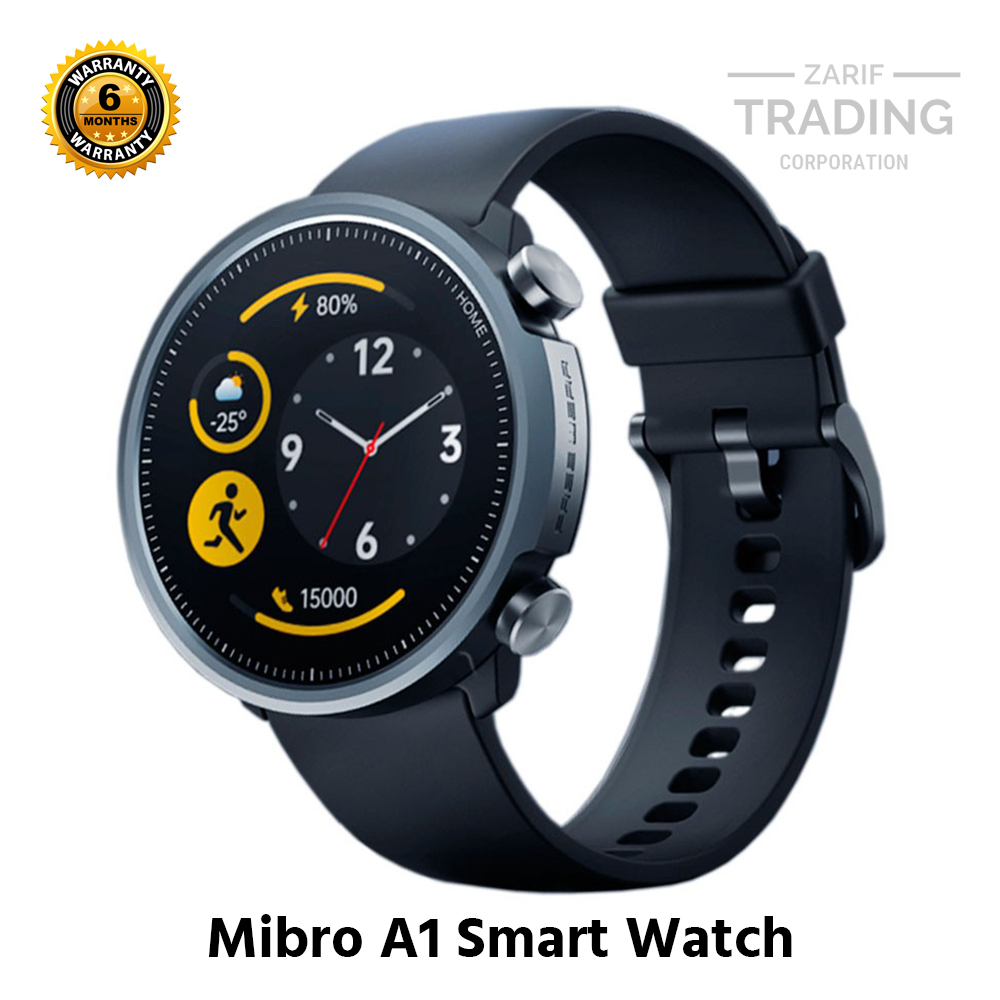 WARRANTY
6
MONTHS
WARRANTY
ZARIF
TRADING
CORPORATION
80%
HOME
12
-25°
9
3
6
15000
Mibro A1 Smart Watch